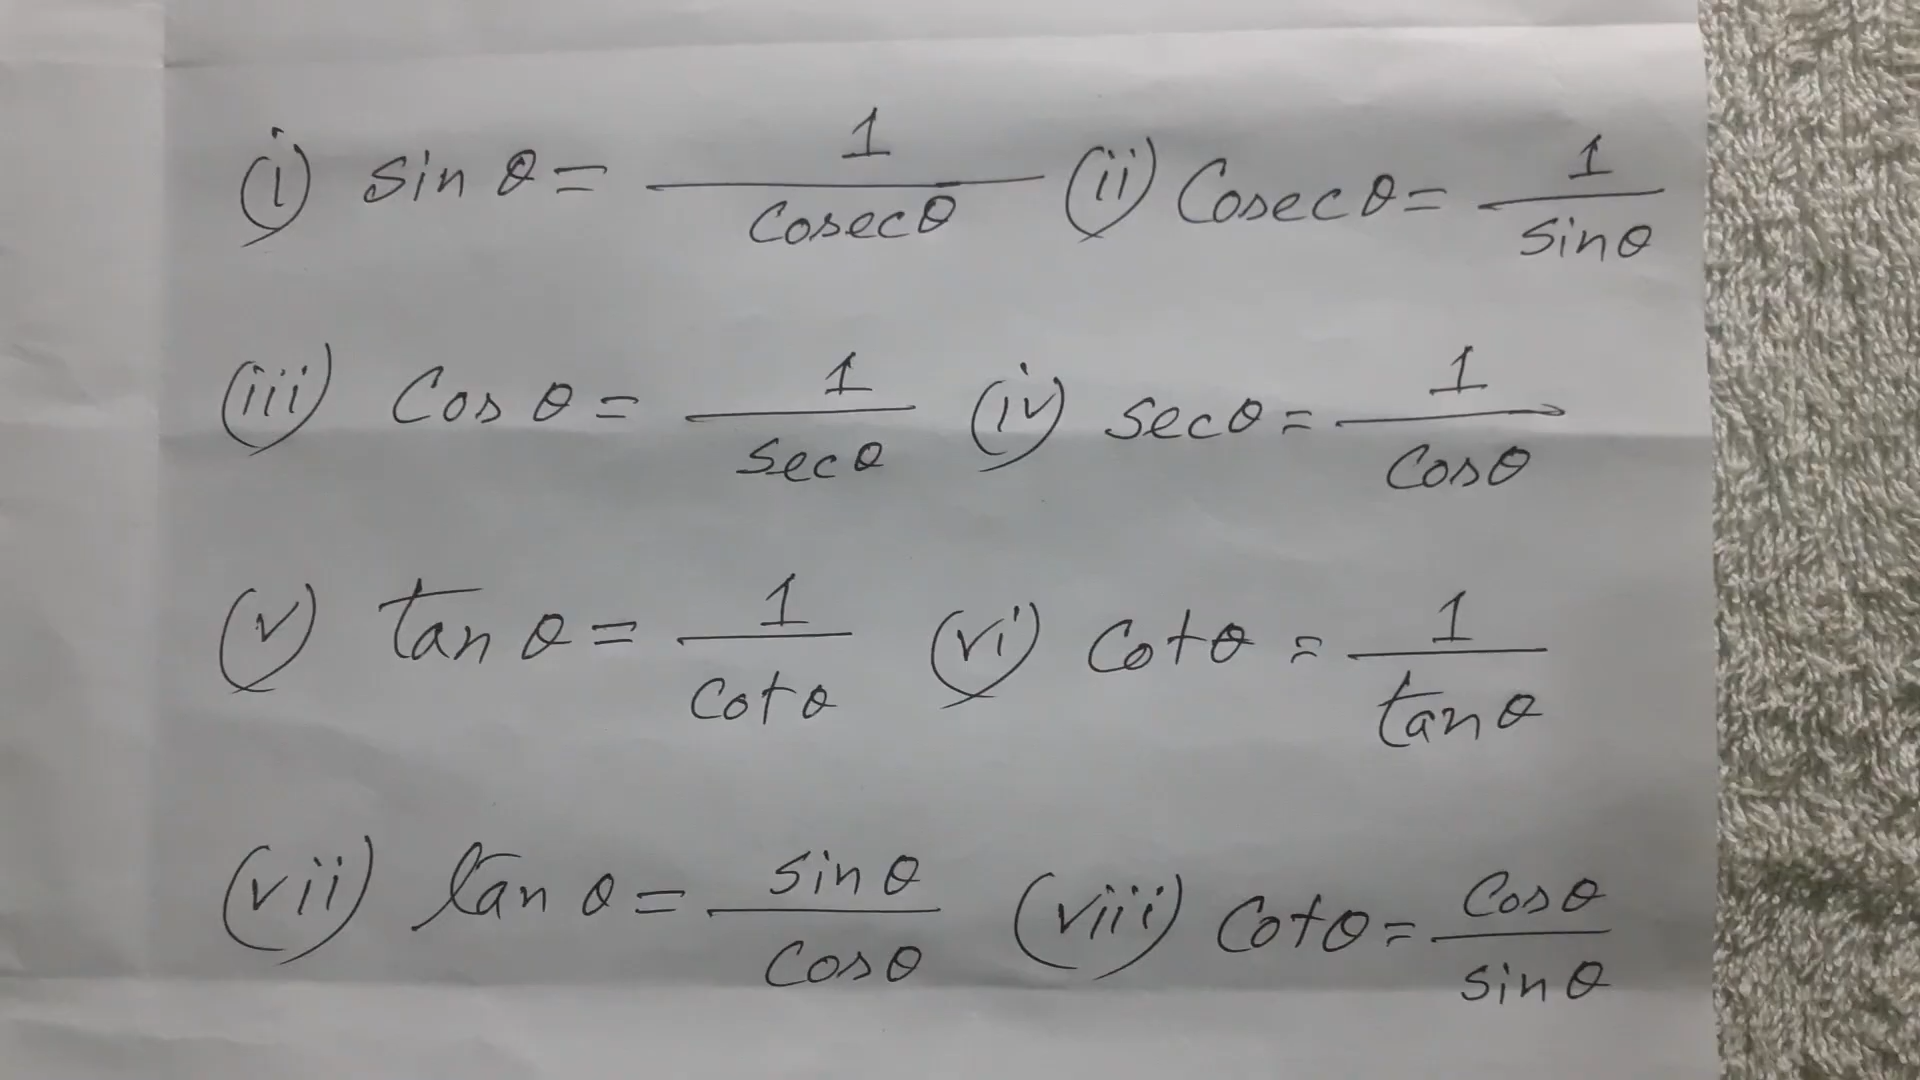 (i) sin θ = 1/cosec θ (ii) Cosec θ = 1/sin θ
(iii) Cos θ = 1/sec θ (iv) sec θ = 1/Cos θ
(v) tan θ = 1/Cot θ (vi) Cot θ = 1/tan θ
(vii) tan θ = sin θ/Cos θ (viii) Cot θ = Cos θ/sin θ